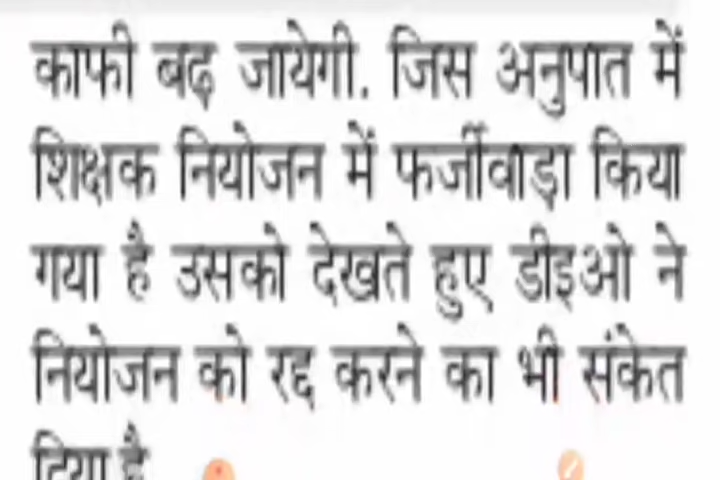 काफी बढ़ जायेगी. जिस अनुपात में
शिक्षक नियोजन में फर्जीवाड़ा किया
गया है उसको देखते हुए डीइओ ने
नियोजन को रद्द करने का भी संकेत
दिया है